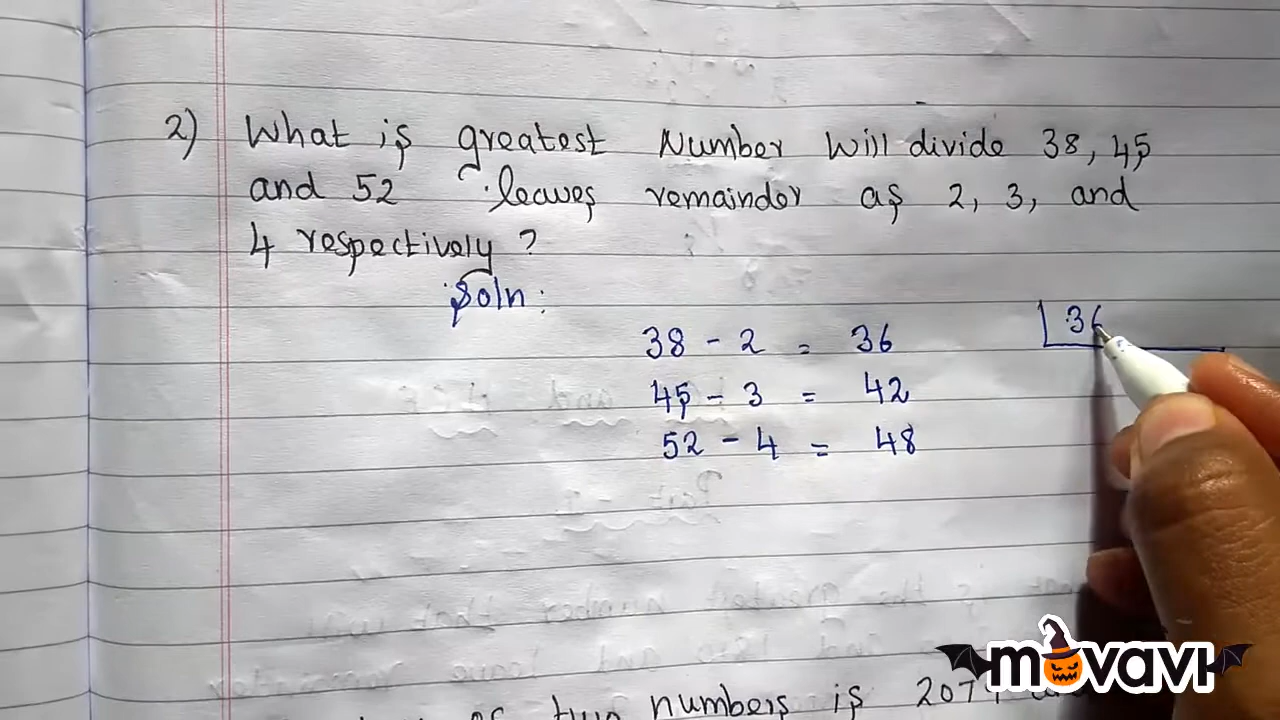 2) What is greatest Number Will divide 38, 45
and 52 leaves remainder as 2, 3, and
4 respectively ?
Soln :
38 - 2 = 36
36
45 - 3 = 42
52 - 4 = 48
two numbers is 207
movavi